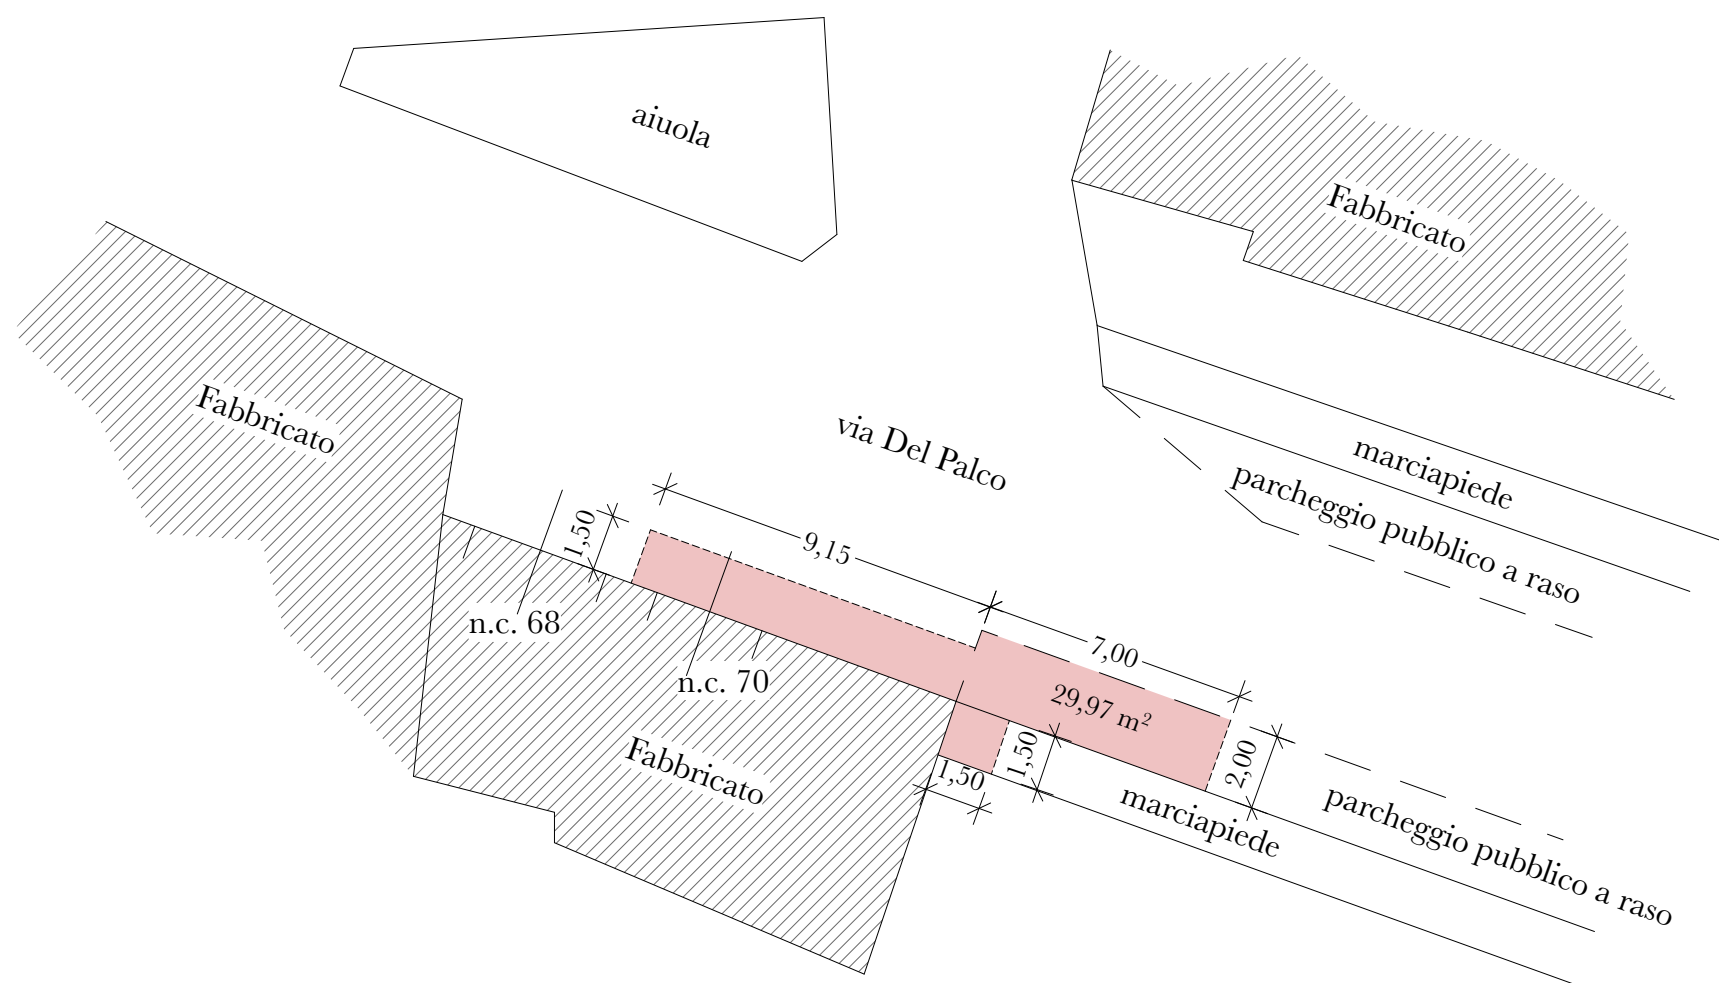 aiuola
Fabbricato
Fabbricato
via Del Palco
marciapiede
parcheggio pubblico a raso
1,50
9,15
n.c. 68
7,00
n.c. 70
29,97 m²
Fabbricato
1,50
1,50
2,00
marciapiede
parcheggio pubblico a raso